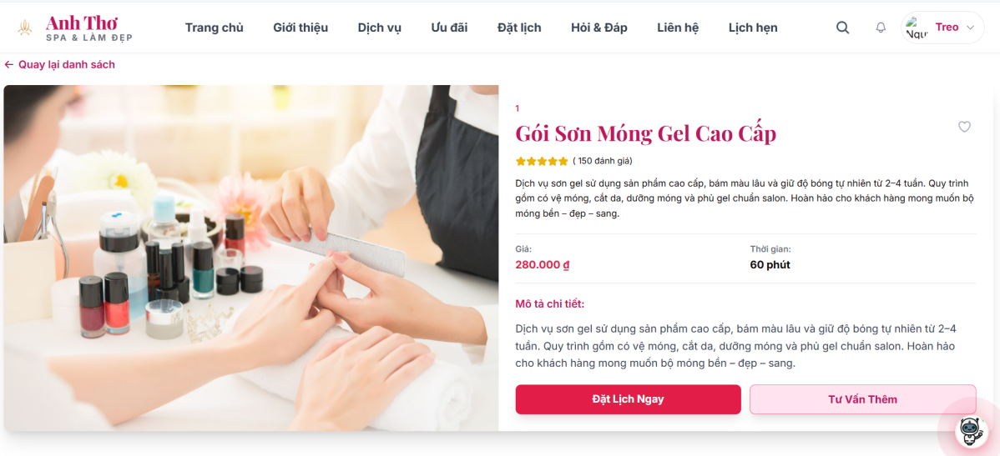 Anh Thơ
SPA & LÀM ĐẸP
Trang chủ
Giới thiệu
Dịch vụ
Ưu đãi
Đặt lịch
Hỏi & Đáp
Liên hệ
Lịch hẹn
Treo
← Quay lại danh sách
1
Gói Sơn Móng Gel Cao Cấp
( 150 đánh giá)
Dịch vụ sơn gel sử dụng sản phẩm cao cấp, bám màu lâu và giữ độ bóng tự nhiên từ 2–4 tuần. Quy trình
gồm có vệ móng, cắt da, dưỡng móng và phủ gel chuẩn salon. Hoàn hảo cho khách hàng mong muốn bộ
móng bền – đẹp – sang.
Giá:
280.000 ₫
Thời gian:
60 phút
Mô tả chi tiết:
Dịch vụ sơn gel sử dụng sản phẩm cao cấp, bám màu lâu và giữ độ bóng tự nhiên từ 2–4
tuần. Quy trình gồm có vệ móng, cắt da, dưỡng móng và phủ gel chuẩn salon. Hoàn hảo
cho khách hàng mong muốn bộ móng bền – đẹp – sang.
Đặt Lịch Ngay
Tư Vấn Thêm